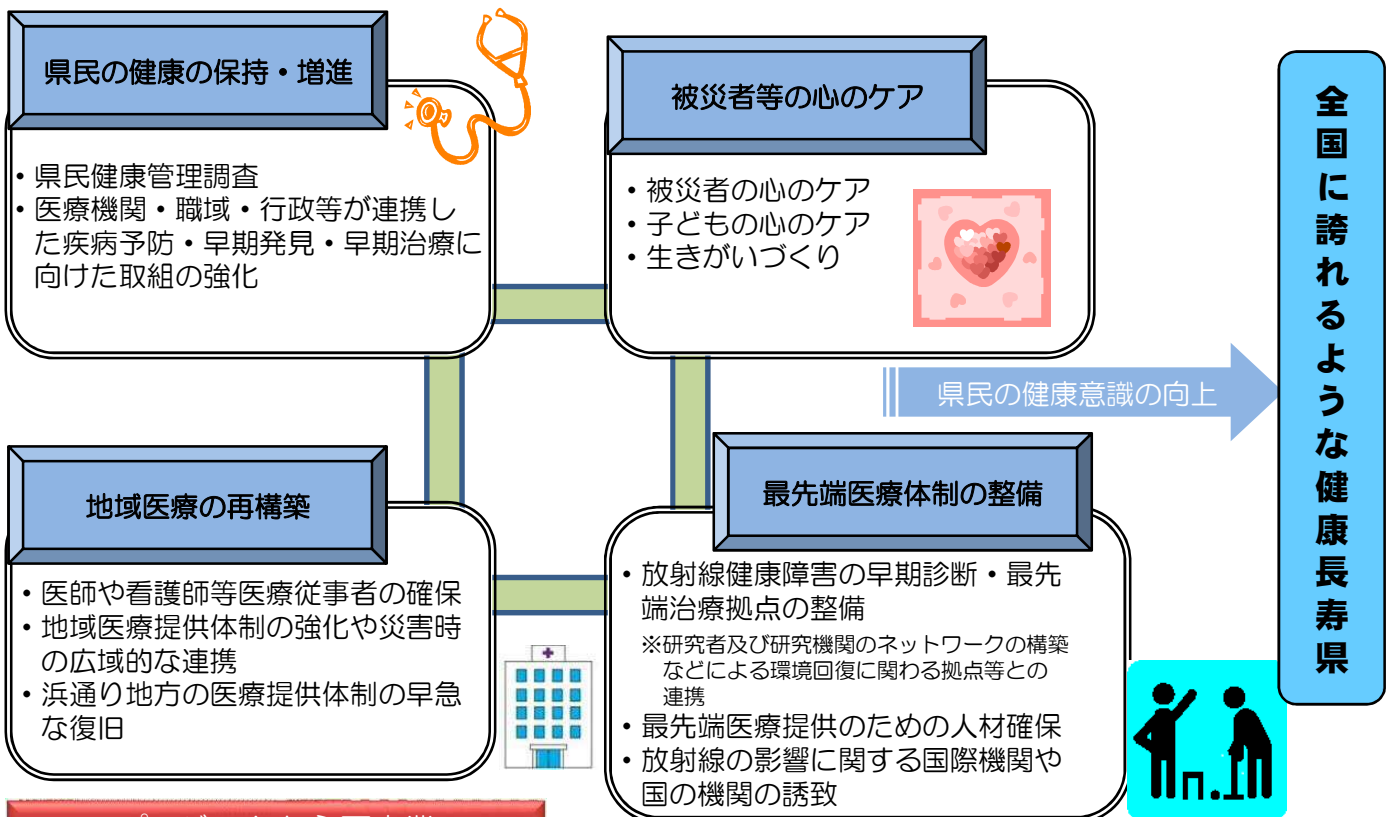 県民の健康の保持・増進
・県民健康管理調査
・医療機関・職域・行政等が連携し
た疾病予防・早期発見・早期治療に
向けた取組の強化
被災者等の心のケア
・被災者の心のケア
・子どもの心のケア
・生きがいづくり
県民の健康意識の向上
全国に誇れるような健康長寿県
地域医療の再構築
・医師や看護師等医療従事者の確保
・地域医療提供体制の強化や災害時
の広域的な連携
・浜通り地方の医療提供体制の早急
な復旧
最先端医療体制の整備
・放射線健康障害の早期診断・最先
端治療拠点の整備
※研究者及び研究機関のネットワークの構築
などによる環境回復に関わる拠点等との
連携
・最先端医療提供のための人材確保
・放射線の影響に関する国際機関や
国の機関の誘致